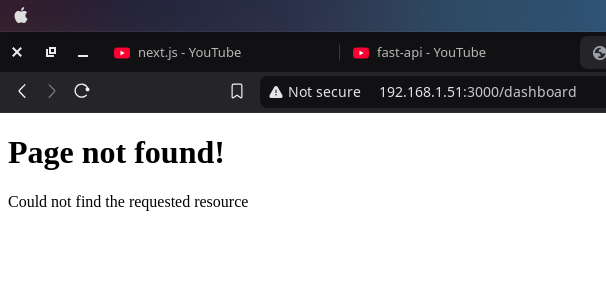 next.js - YouTube
fast-api - YouTube
Not secure 192.168.1.51:3000/dashboard
Page not found!
Could not find the requested resource